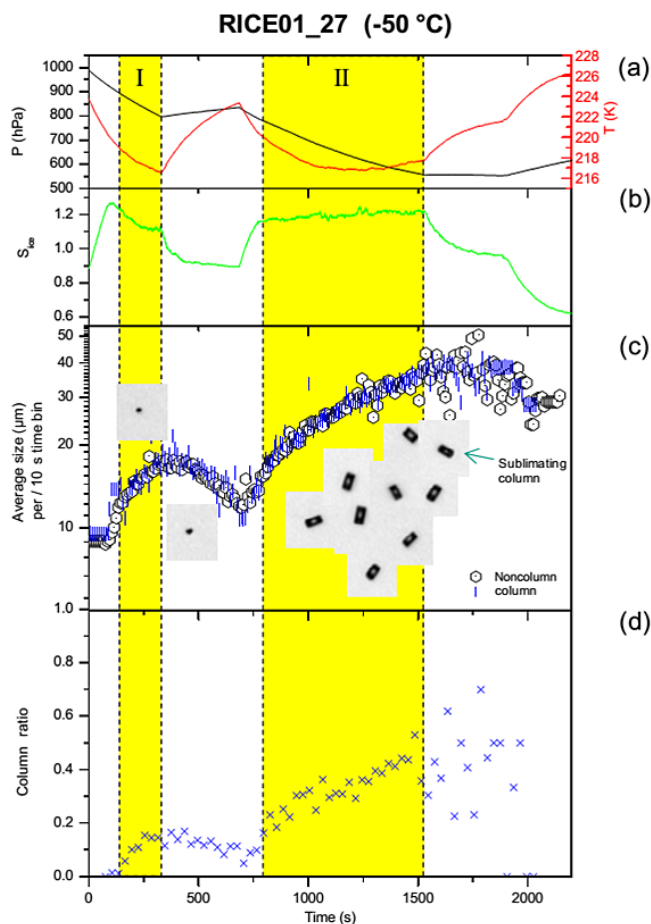 RICE01_27 (-50 °C)
I
II
(a)
P (hPa)
1000
900
800
700
600
500
T (K)
228
226
224
222
220
218
216
(b)
S ice
1.2
1.0
0.8
0.6
(c)
Average size (µm)
per / 10 s time bin
50
40
30
20
10
1.0
Sublimating
column
Noncolumn
column
(d)
Column ratio
0.8
0.6
0.4
0.2
0.0
0
500
1000
1500
2000
Time (s)